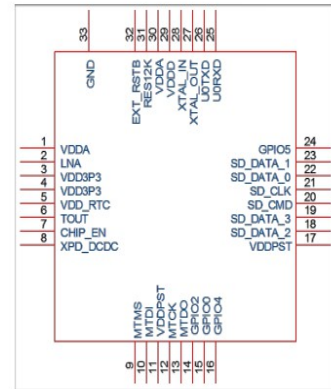 33 GND
32 EXT_RSTB
31 RES12K
30 VDDA
29 VDDD
28 XTAL_IN
27 XTAL_OUT
26 U0TXD
25 U0RXD
1 VDDA
2 LNA
3 VDD3P3
4 VDD3P3
5 VDD_RTC
6 TOUT
7 CHIP_EN
8 XPD_DCDC
GPIO5 24
SD_DATA_1 23
SD_DATA_0 22
SD_CLK 21
SD_CMD 20
SD_DATA_3 19
SD_DATA_2 18
VDDPST 17
9 MTMS
10 MTDI
11 VDDPST
12 MTCK
13 MTDO
14 GPIO2
15 GPIO0
16 GPIO4